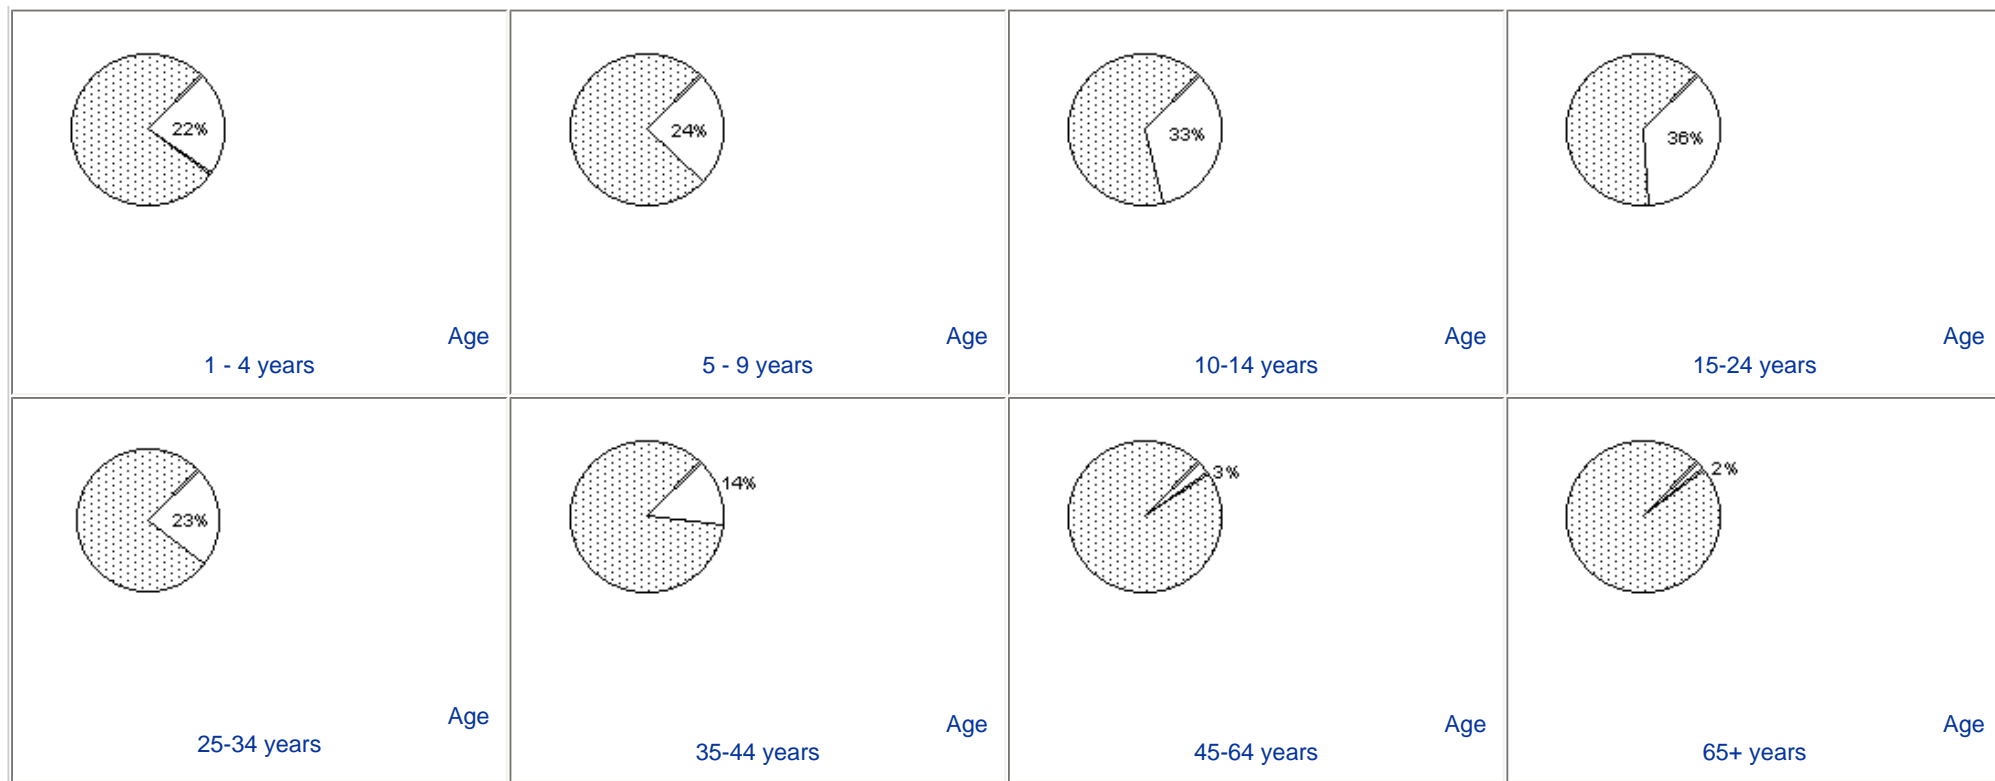 22%
Age
1 - 4 years
24%
Age
5 - 9 years
33%
Age
10-14 years
36%
Age
15-24 years
23%
Age
25-34 years
14%
Age
35-44 years
3%
Age
45-64 years
2%
Age
65+ years